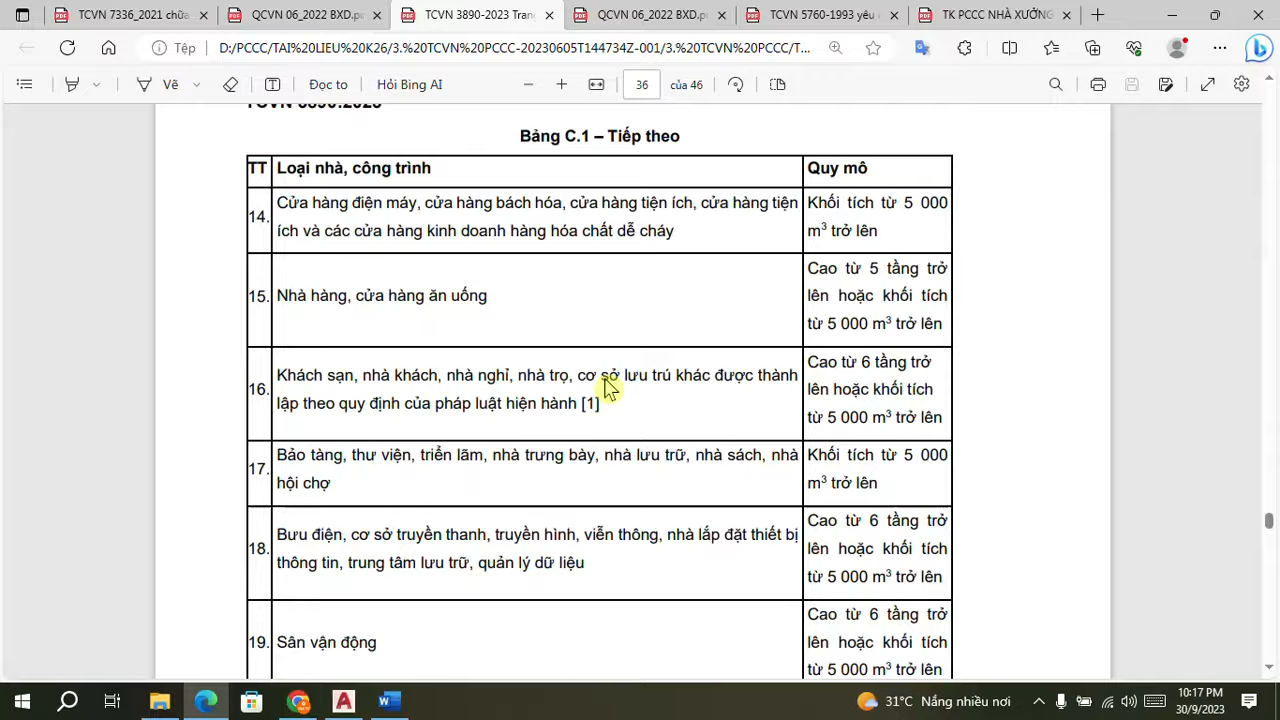 TCVN 7336_2021 chữa
QCVN 06_2022 BXD.p
TCVN 3890-2023 Tran
QCVN 06_2022 BXD.p
TCVN 5760-1993 yêu
TK PCCC NHÀ XƯỞNG
Tệp
D:/PCCC/TAI%20LIEU%20K26/3.%20TCVN%20PCCC-20230605T144734Z-001/3.%20TCVN%20PCCC/T...
Vẽ
Đọc to
Hỏi Bing AI
36
của 46
TCVN 3890:2023
Bảng C.1 – Tiếp theo
TT
Loại nhà, công trình
Quy mô
14.
Cửa hàng điện máy, cửa hàng bách hóa, cửa hàng tiện ích, cửa hàng tiện
ích và các cửa hàng kinh doanh hàng hóa chất dễ cháy
Khối tích từ 5 000
m³ trở lên
15.
Nhà hàng, cửa hàng ăn uống
Cao từ 5 tầng trở
lên hoặc khối tích
từ 5 000 m³ trở lên
16.
Khách sạn, nhà khách, nhà nghỉ, nhà trọ, cơ sở lưu trú khác được thành
lập theo quy định của pháp luật hiện hành [1]
Cao từ 6 tầng trở
lên hoặc khối tích
từ 5 000 m³ trở lên
17.
Bảo tàng, thư viện, triển lãm, nhà trưng bày, nhà lưu trữ, nhà sách, nhà
hội chợ
Khối tích từ 5 000
m³ trở lên
18.
Bưu điện, cơ sở truyền thanh, truyền hình, viễn thông, nhà lắp đặt thiết bị
thông tin, trung tâm lưu trữ, quản lý dữ liệu
Cao từ 6 tầng trở
lên hoặc khối tích
từ 5 000 m³ trở lên
19.
Sân vận động
Cao từ 6 tầng trở
lên hoặc khối tích
từ 5 000 m³ trở lên
31°C Nắng nhiều nơi
10:17 PM
30/9/2023